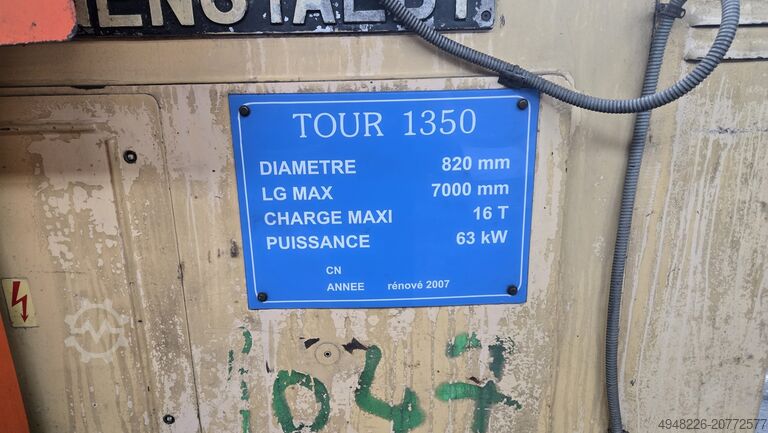 TOUR 1350
DIAMETRE 820 mm
LG MAX 7000 mm
CHARGE MAXI 16 T
PUISSANCE 63 kW
CN
ANNEE rénové 2007
4948226-20772577